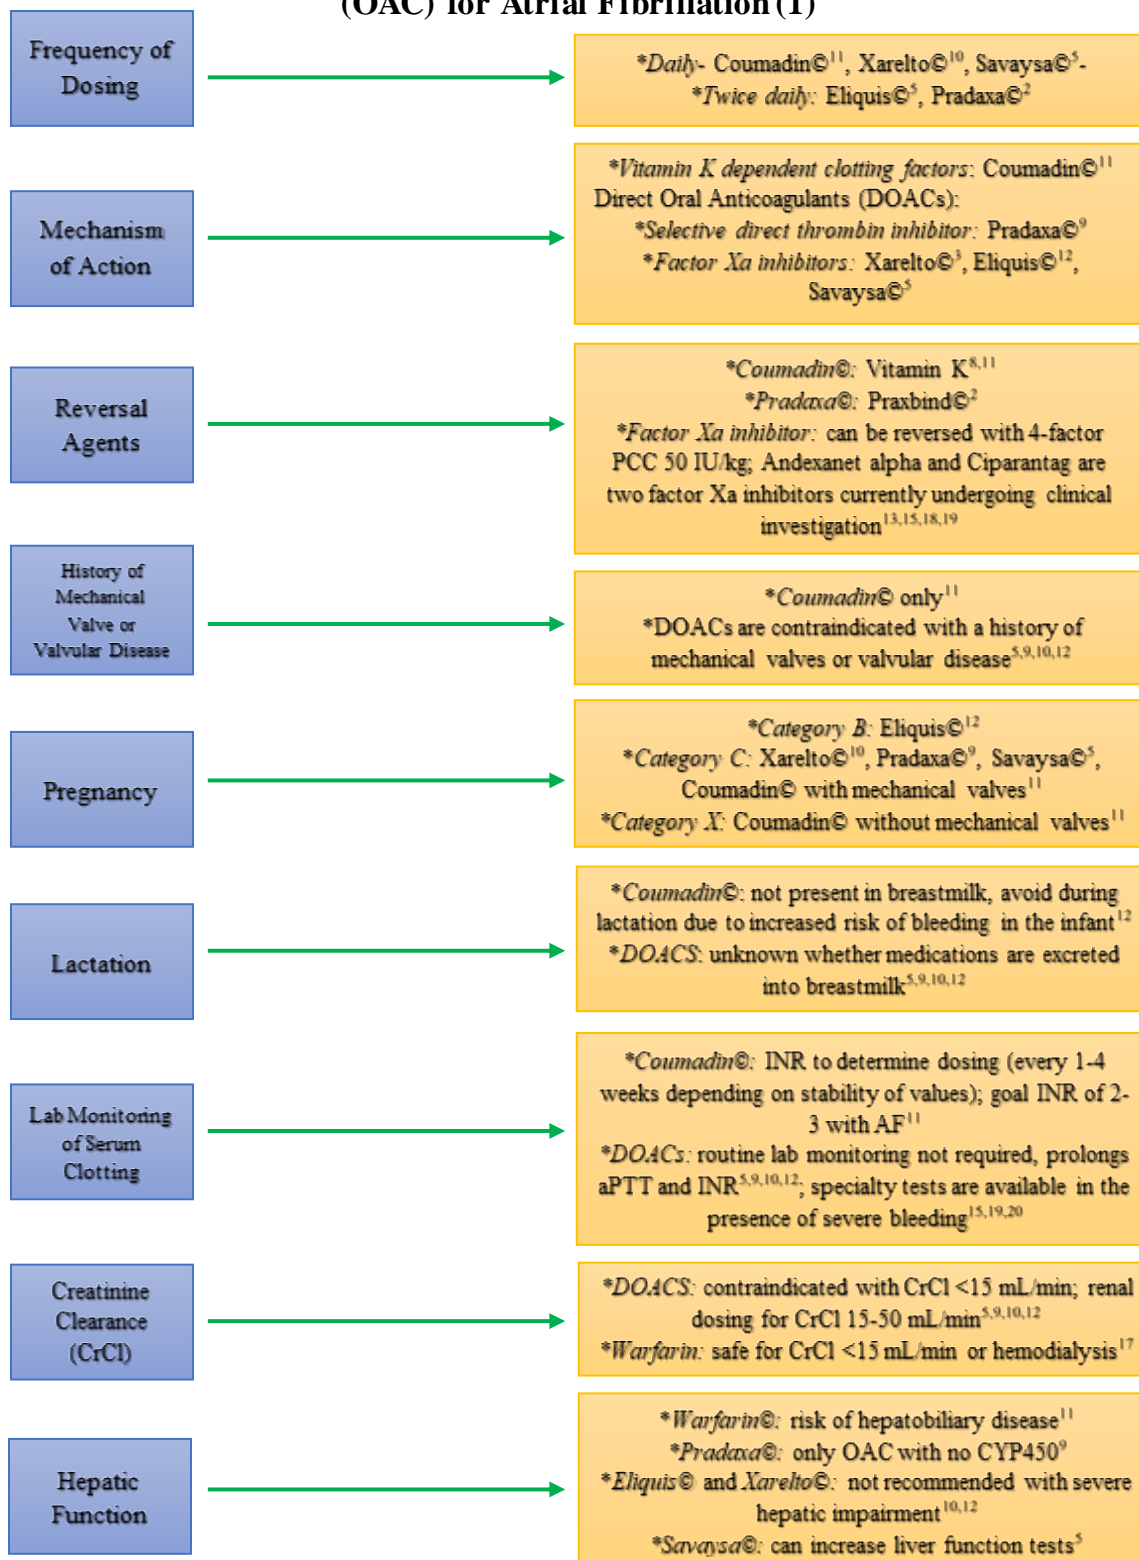 (OAC) for Atrial Fibrillation (1)
Frequency of
Dosing
*Daily- Coumadin©11, Xarelto©10, Savaysa©5-
*Twice daily: Eliquis©5, Pradaxa©2
Mechanism
of Action
*Vitamin K dependent clotting factors: Coumadin©11
Direct Oral Anticoagulants (DOACs):
*Selective direct thrombin inhibitor: Pradaxa©9
*Factor Xa inhibitors: Xarelto©3, Eliquis©12,
Savaysa©5
Reversal
Agents
*Coumadin©: Vitamin K8,11
*Pradaxa©: Praxbind©2
*Factor Xa inhibitor: can be reversed with 4-factor
PCC 50 IU/kg; Andexanet alpha and Ciparantag are
two factor Xa inhibitors currently undergoing clinical
investigation13,15,18,19
History of
Mechanical
Valve or
Valvular Disease
*Coumadin© only11
*DOACs are contraindicated with a history of
mechanical valves or valvular disease5,9,10,12
Pregnancy
*Category B: Eliquis©12
*Category C: Xarelto©10, Pradaxa©9, Savaysa©5,
Coumadin© with mechanical valves11
*Category X: Coumadin© without mechanical valves11
Lactation
*Coumadin©: not present in breastmilk, avoid during
lactation due to increased risk of bleeding in the infant12
*DOACS: unknown whether medications are excreted
into breastmilk5,9,10,12
Lab Monitoring
of Serum
Clotting
*Coumadin©: INR to determine dosing (every 1-4
weeks depending on stability of values); goal INR of 2-
3 with AF11
*DOACs: routine lab monitoring not required, prolongs
aPTT and INR5,9,10,12; specialty tests are available in the
presence of severe bleeding15,19,20
Creatinine
Clearance
(CrCl)
*DOACS: contraindicated with CrCl <15 mL/min; renal
dosing for CrCl 15-50 mL/min5,9,10,12
*Warfarin: safe for CrCl <15 mL/min or hemodialysis17
Hepatic
Function
*Warfarin©: risk of hepatobiliary disease11
*Pradaxa©: only OAC with no CYP4509
*Eliquis© and Xarelto©: not recommended with severe
hepatic impairment10,12
*Savaysa©: can increase liver function tests5